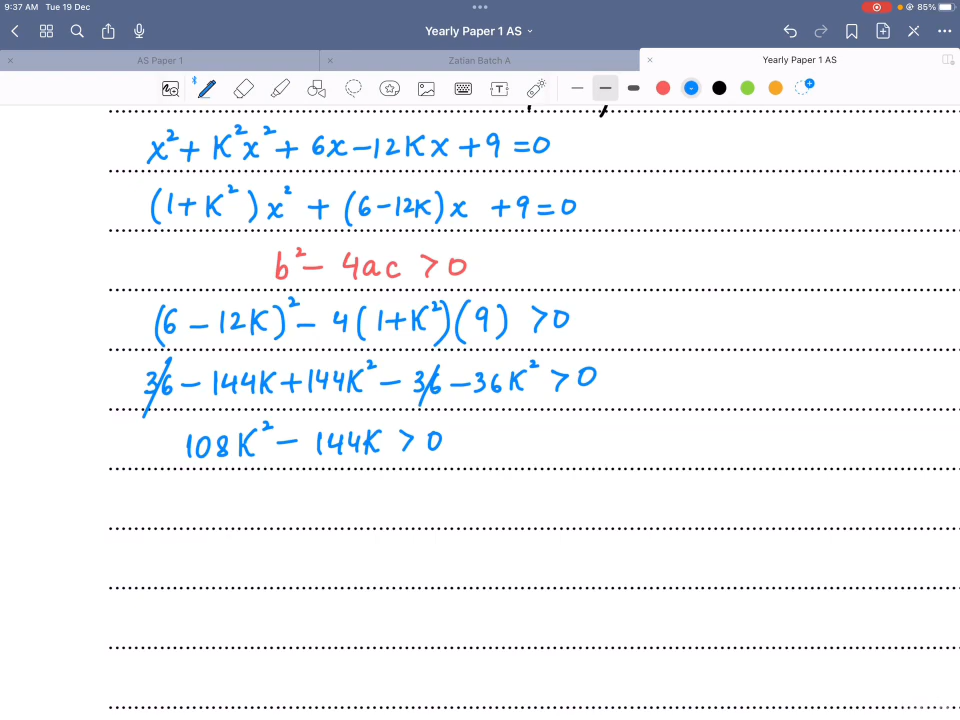 9:37 AM Tue 19 Dec
85%
Yearly Paper 1 AS
AS Paper 1
Zatian Batch A
Yearly Paper 1 AS
x² + K²x² + 6x - 12Kx + 9 = 0
(1 + K²)x² + (6 - 12K)x + 9 = 0
b² - 4ac > 0
(6 - 12K)² - 4(1 + K²)(9) > 0
36 - 144K + 144K² - 36 - 36K² > 0
108K² - 144K > 0